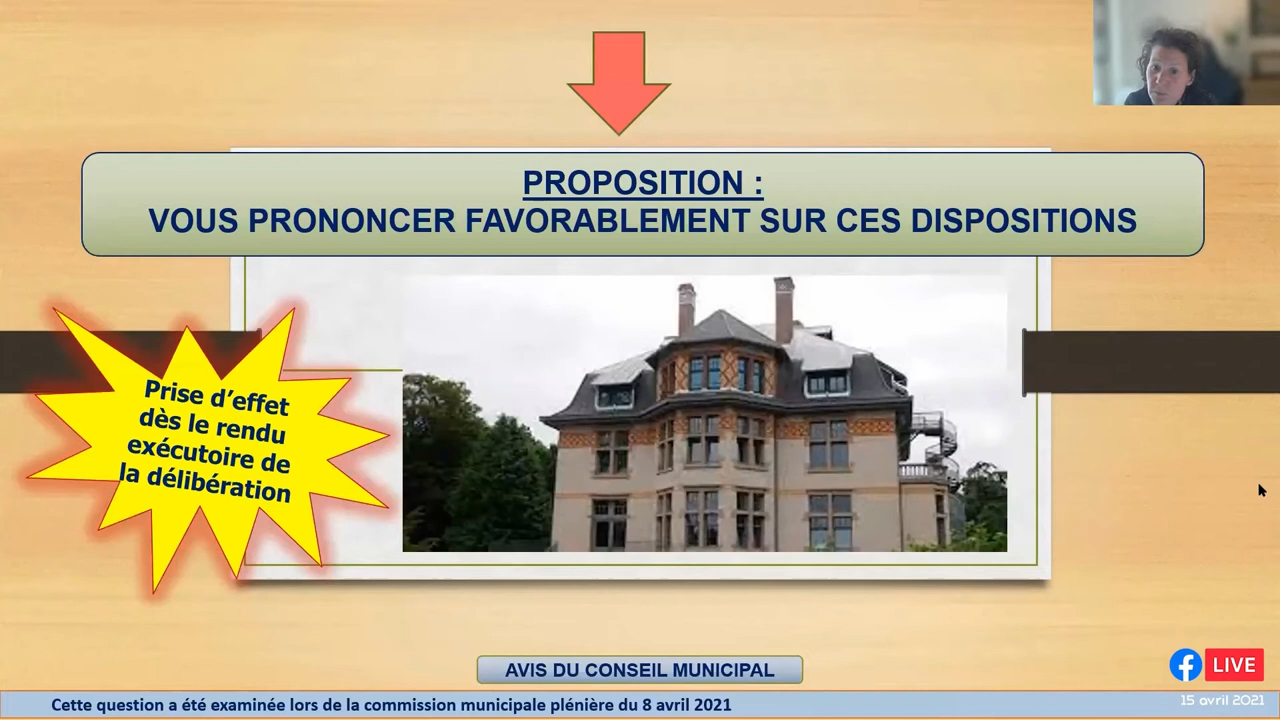 PROPOSITION :
VOUS PRONONCER FAVORABLEMENT SUR CES DISPOSITIONS
Prise d'effet
dès le rendu
exécutoire de
la délibération
AVIS DU CONSEIL MUNICIPAL
LIVE
Cette question a été examinée lors de la commission municipale plénière du 8 avril 2021
15 avril 2021